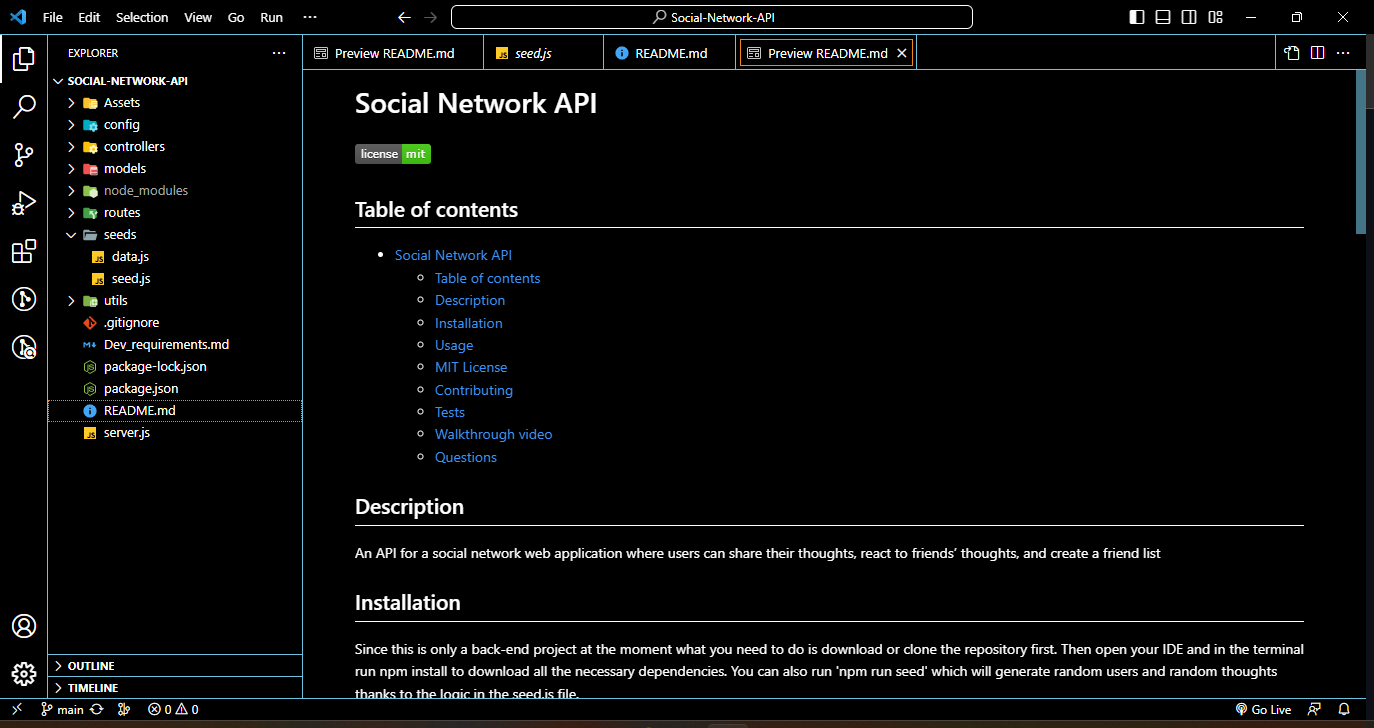 File Edit Selection View Go Run ···
Social-Network-API
EXPLORER ···
SOCIAL-NETWORK-API
Assets
config
controllers
models
node_modules
routes
seeds
data.js
seed.js
utils
.gitignore
Dev_requirements.md
package-lock.json
package.json
README.md
server.js
OUTLINE
TIMELINE
Preview README.md
seed.js
README.md
Preview README.md
Social Network API
license mit
Table of contents
Social Network API
Table of contents
Description
Installation
Usage
MIT License
Contributing
Tests
Walkthrough video
Questions
Description
An API for a social network web application where users can share their thoughts, react to friends’ thoughts, and create a friend list
Installation
Since this is only a back-end project at the moment what you need to do is download or clone the repository first. Then open your IDE and in the terminal
run npm install to download all the necessary dependencies. You can also run 'npm run seed' which will generate random users and random thoughts
thanks to the logic in the seed.js file.
main 0 0 Go Live